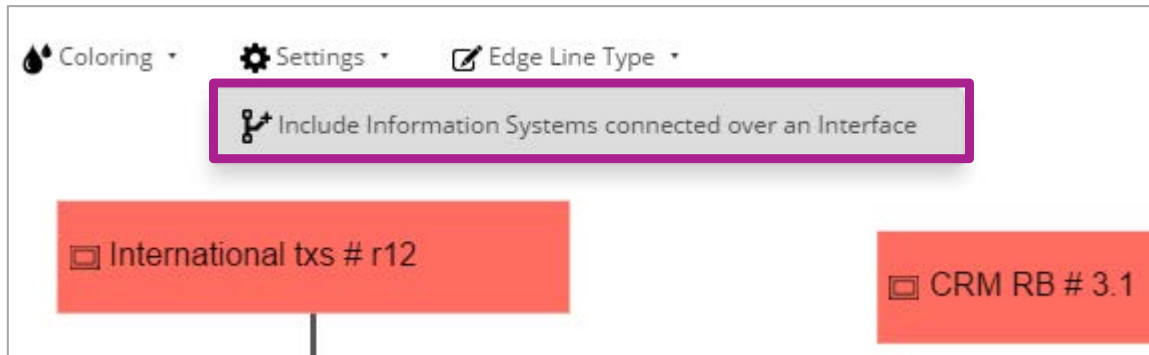 Coloring Settings Edge Line Type
Include Information Systems connected over an Interface
International txs # r12
CRM RB # 3.1